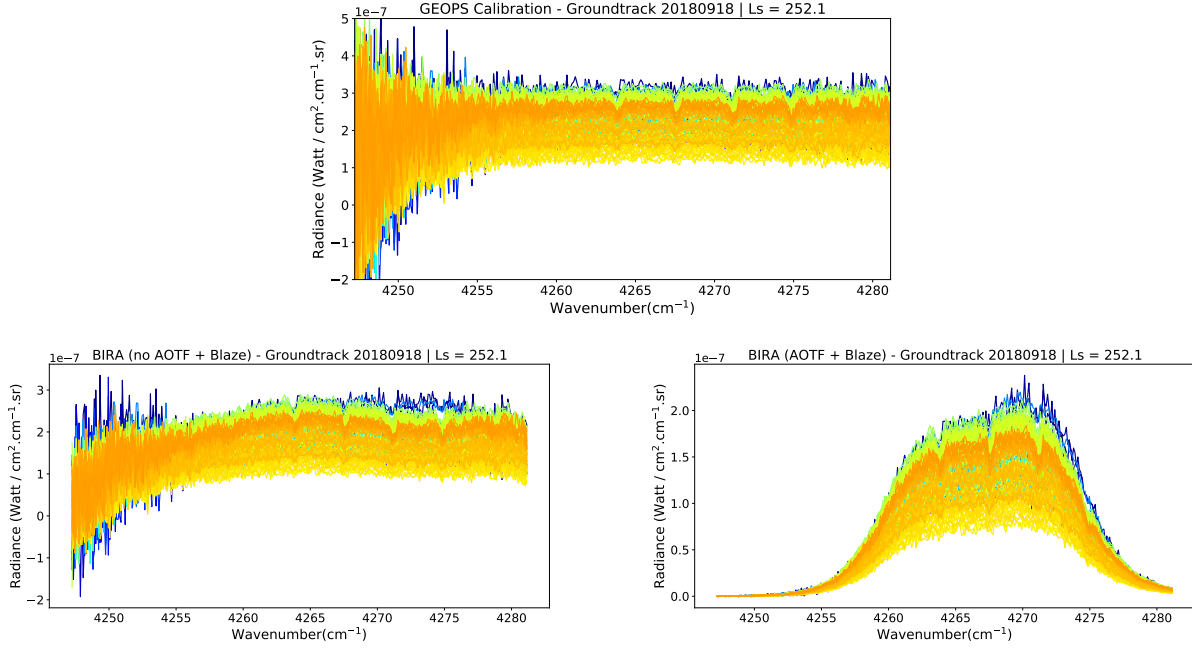 GEOPS Calibration - Groundtrack 20180918 | Ls = 252.1
1e−7
5
4
3
2
1
0
−1
−2
Radiance (Watt / cm².cm⁻¹.sr)
4250 4255 4260 4265 4270 4275 4280
Wavenumber(cm⁻¹)
BIRA (no AOTF + Blaze) - Groundtrack 20180918 | Ls = 252.1
1e−7
3
2
1
0
−1
−2
Radiance (Watt / cm².cm⁻¹.sr)
4250 4255 4260 4265 4270 4275 4280
Wavenumber(cm⁻¹)
BIRA (AOTF + Blaze) - Groundtrack 20180918 | Ls = 252.1
1e−7
2.0
1.5
1.0
0.5
0.0
Radiance (Watt / cm².cm⁻¹.sr)
4250 4255 4260 4265 4270 4275 4280
Wavenumber(cm⁻¹)